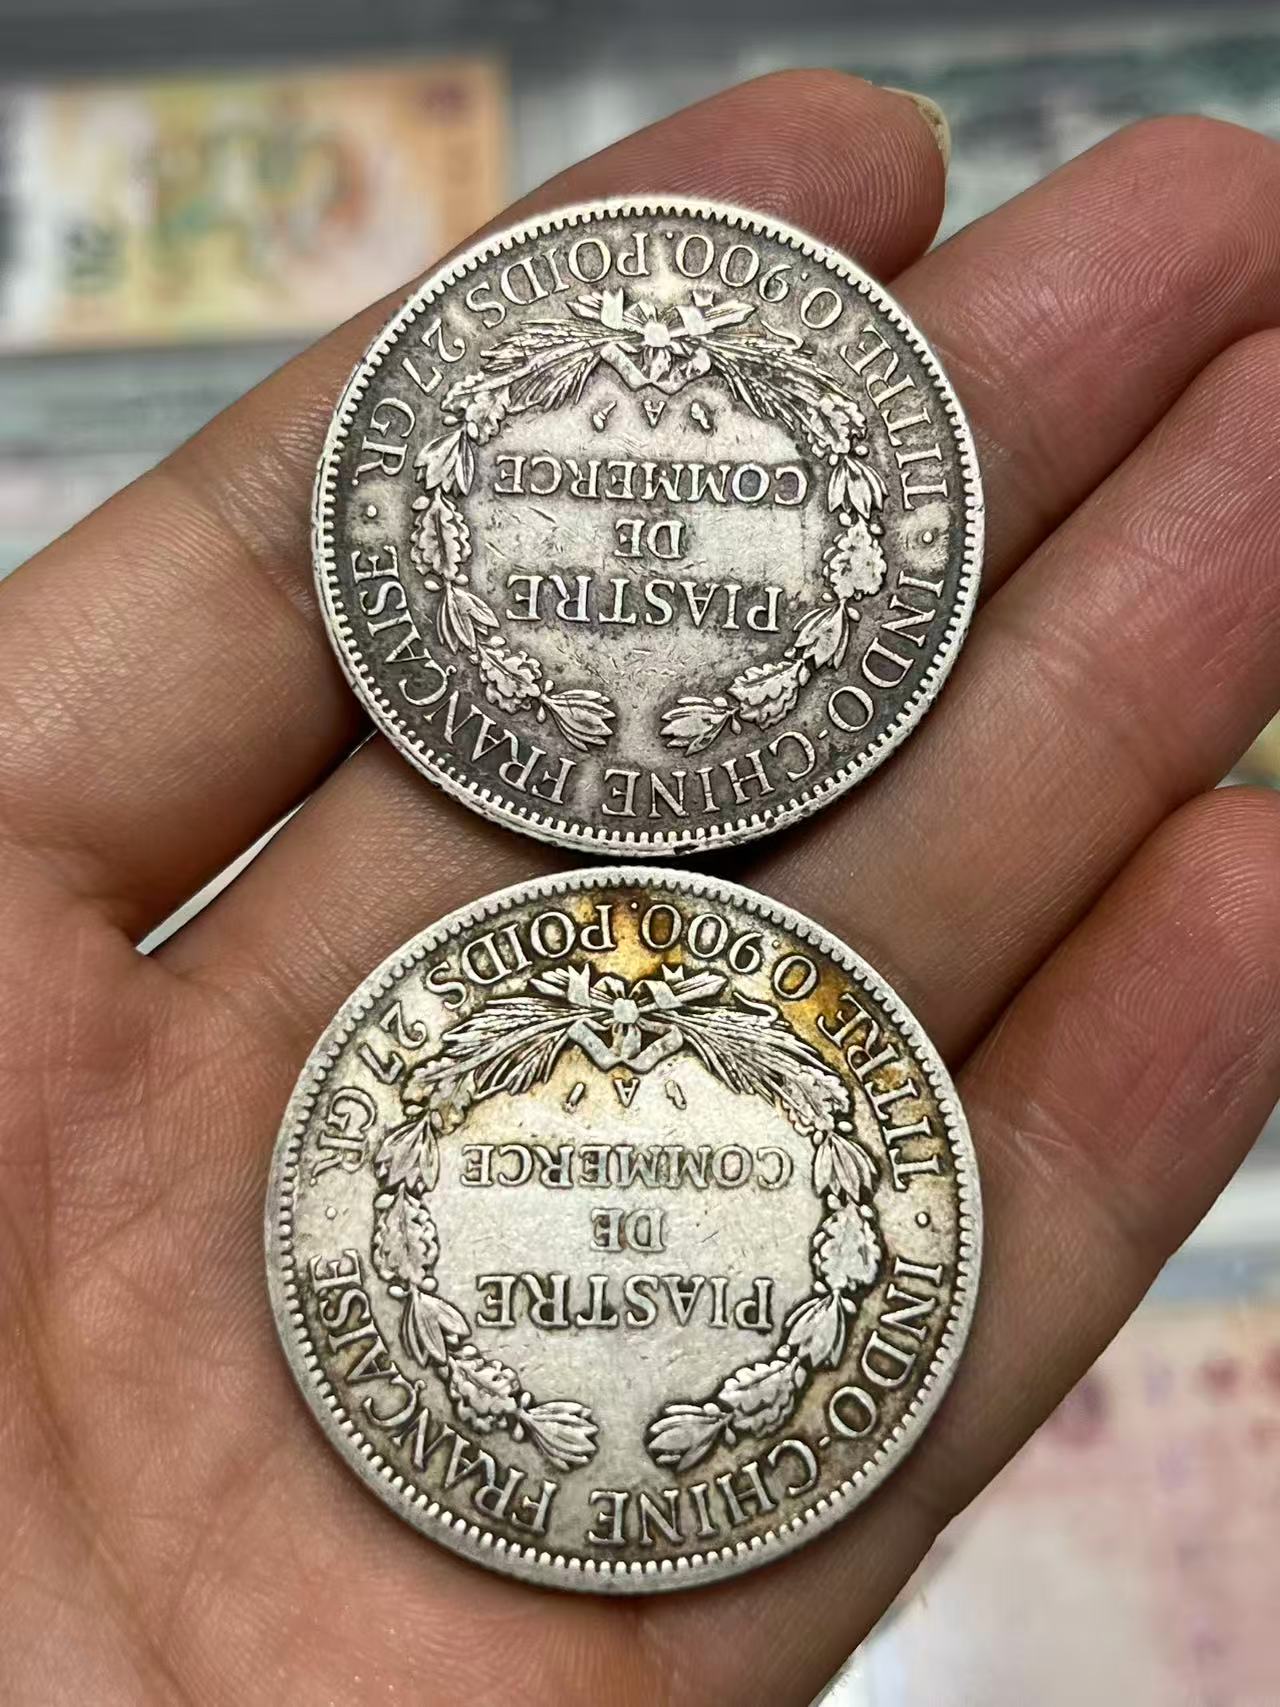 INDO-CHINE FRANÇAISE
PIASTRE
DE
COMMERCE
A
TITRE 0.900. POIDS 27 GR.
INDO-CHINE FRANÇAISE
PIASTRE
DE
COMMERCE
A
TITRE 0.900. POIDS 27 GR.